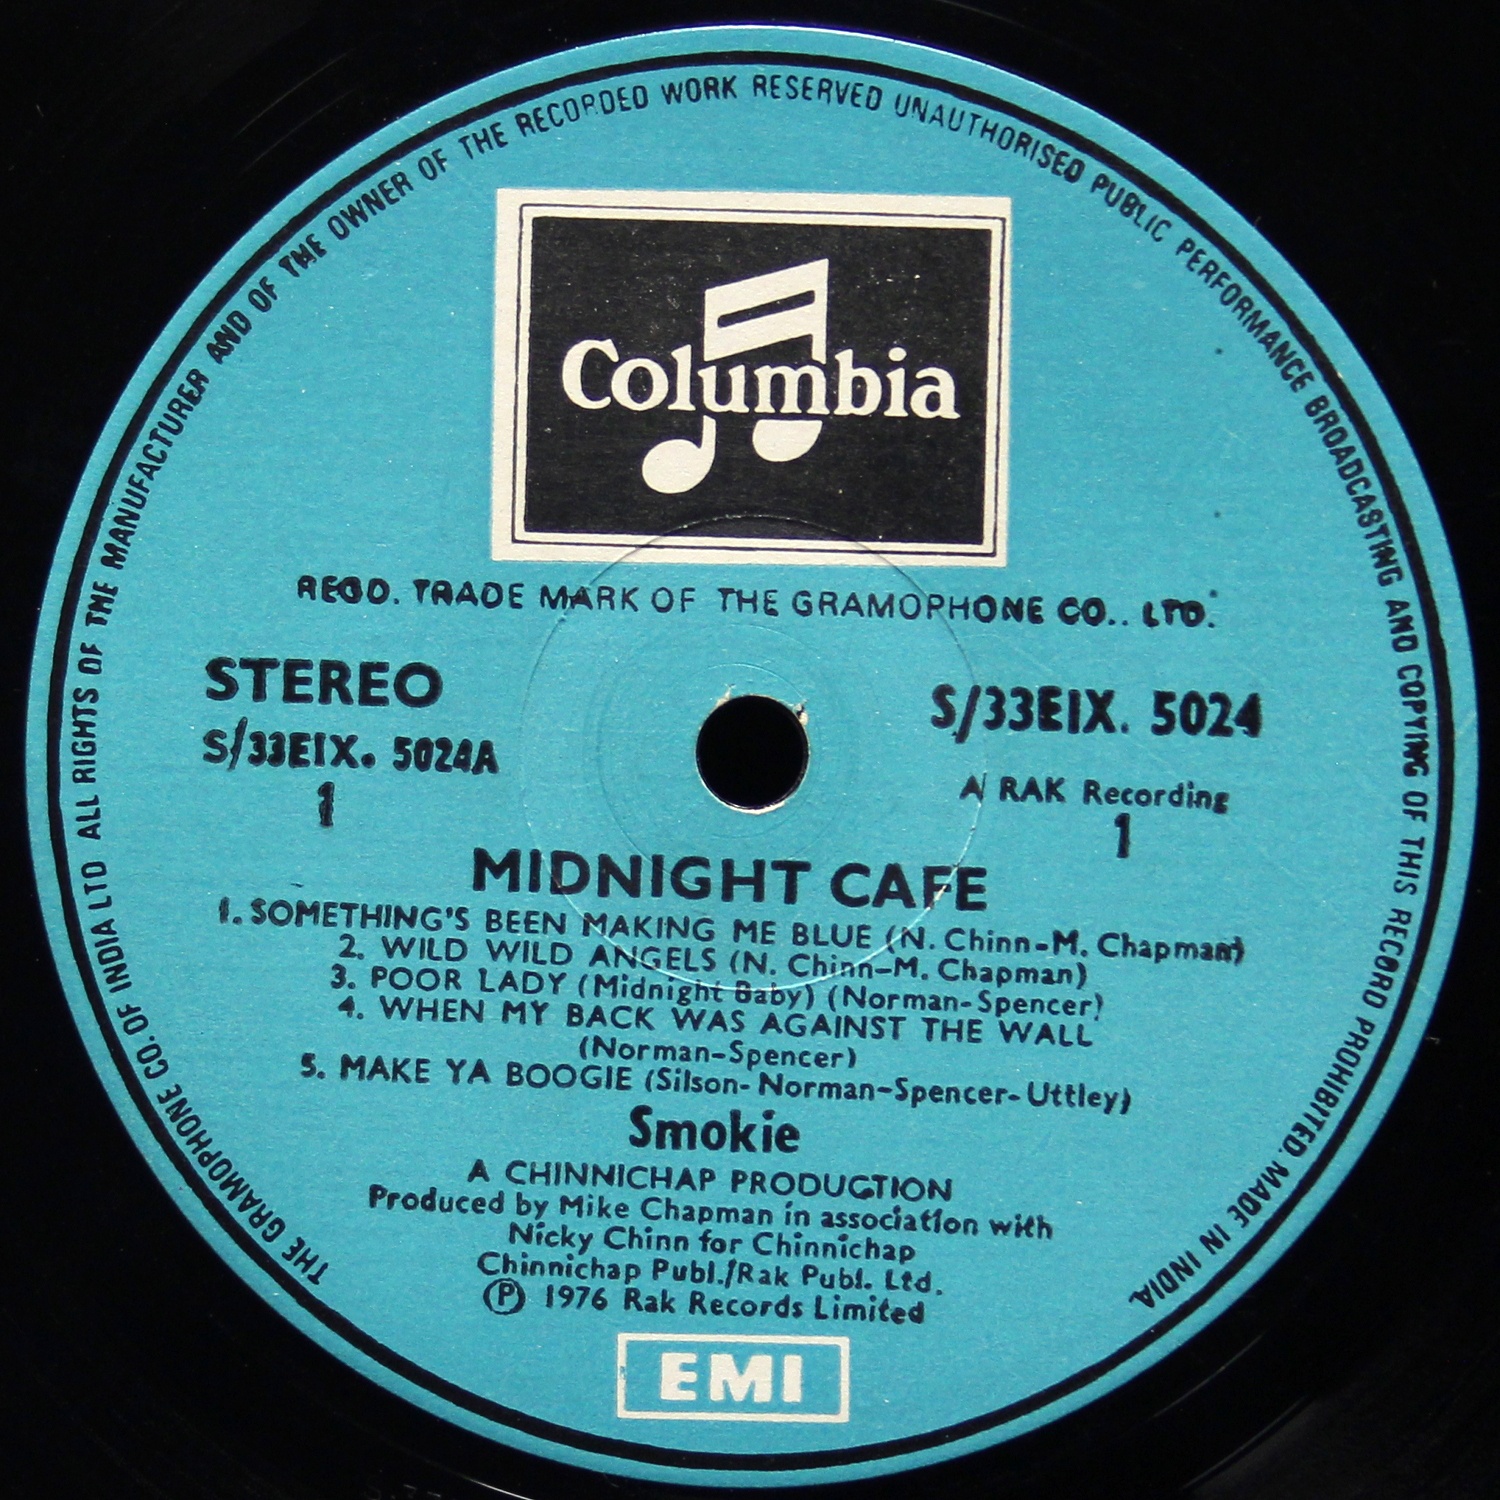 THE GRAMOPHONE CO. OF INDIA LTD ALL RIGHTS OF THE MANUFACTURER AND OF THE OWNER OF THE RECORDED WORK RESERVED UNAUTHORISED PUBLIC PERFORMANCE BROADCASTING AND COPYING OF THIS RECORD PROHIBITED. MADE IN INDIA.
Columbia
REGD. TRADE MARK OF THE GRAMOPHONE CO.. LTD.
STEREO
S/33EIX. 5024A
1
S/33EIX. 5024
A RAK Recording
1
MIDNIGHT CAFE
1. SOMETHING'S BEEN MAKING ME BLUE (N. Chinn-M. Chapman)
2. WILD WILD ANGELS (N. Chinn-M. Chapman)
3. POOR LADY (Midnight Baby) (Norman-Spencer)
4. WHEN MY BACK WAS AGAINST THE WALL
(Norman-Spencer)
5. MAKE YA BOOGIE (Silson-Norman-Spencer-Uttley)
Smokie
A CHINNICHAP PRODUCTION
Produced by Mike Chapman in association with
Nicky Chinn for Chinnichap
Chinnichap Publ./Rak Publ. Ltd.
Ⓟ 1976 Rak Records Limited
EMI